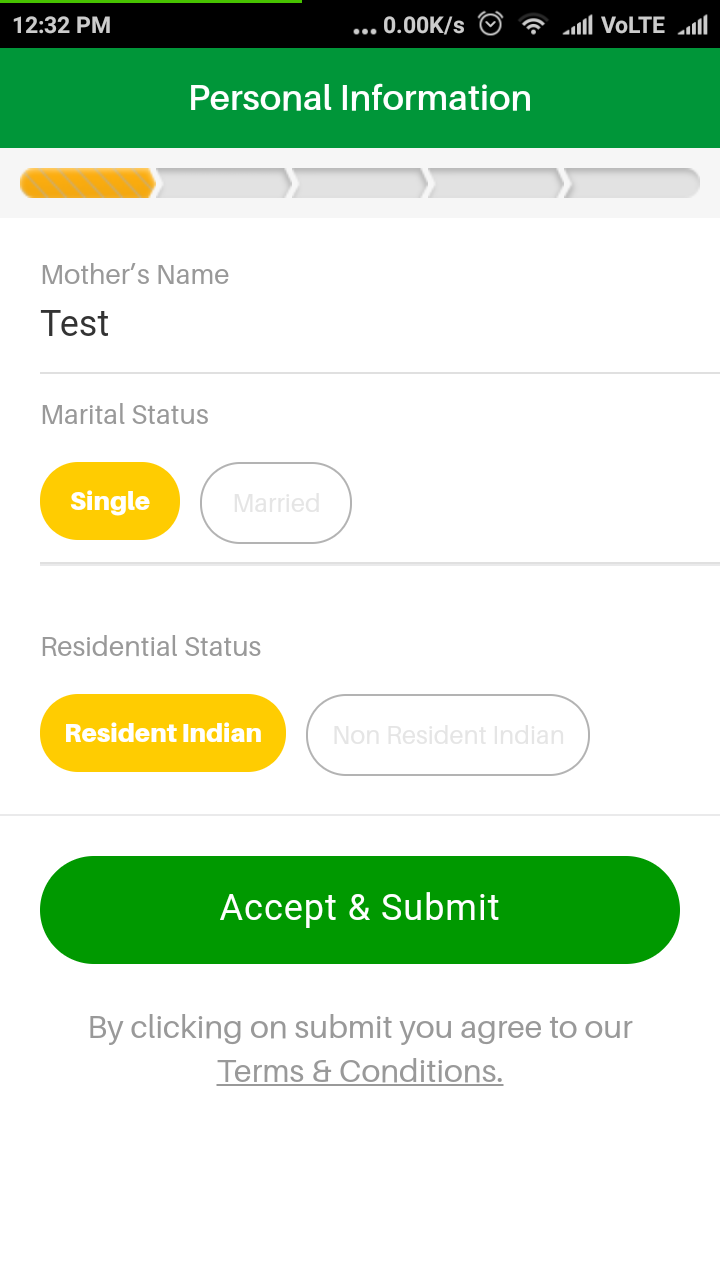 12:32 PM ... 0.00K/s VoLTE
Personal Information
Mother’s Name
Test
Marital Status
Single Married
Residential Status
Resident Indian Non Resident Indian
Accept & Submit
By clicking on submit you agree to our
Terms & Conditions.